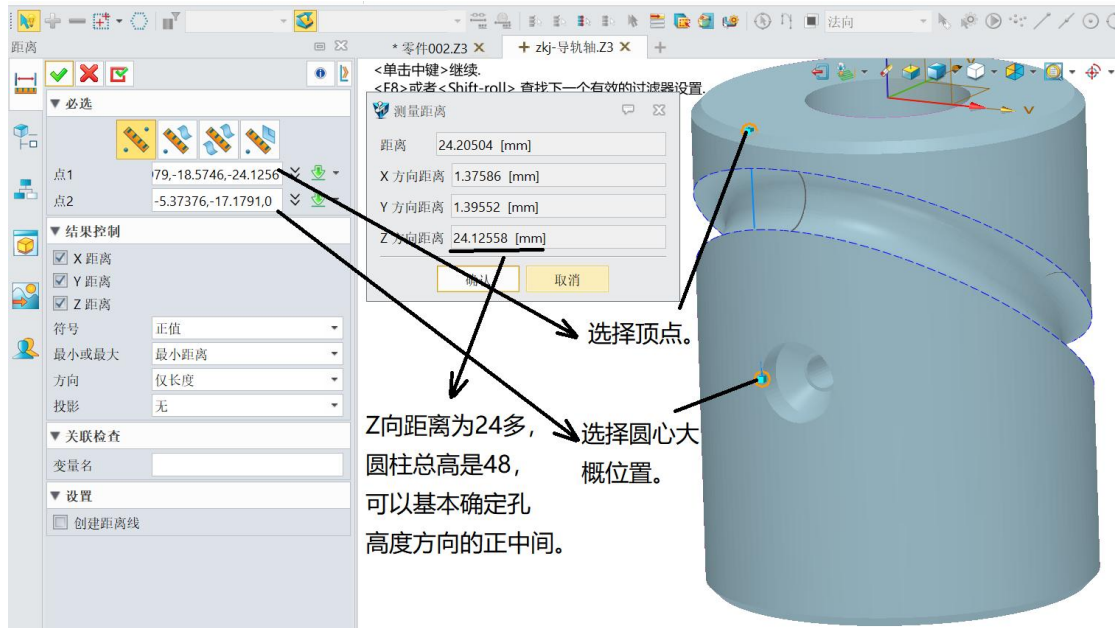 法向
距离
* 零件002.Z3 ✕
+ zkj-导轨轴.Z3 ✕
<单击中键>继续.
<F8>或者<Shift-roll> 查找下一个有效的过滤器设置.
▼ 必选
点1
79,-18.5746,-24.1256
点2
-5.37376,-17.1791,0
▼ 结果控制
X 距离
Y 距离
Z 距离
符号
正值
最小或最大
最小距离
方向
仅长度
投影
无
▼ 关联检查
变量名
▼ 设置
创建距离线
测量距离
距离
24.20504 [mm]
X 方向距离
1.37586 [mm]
Y 方向距离
1.39552 [mm]
Z 方向距离
24.12558 [mm]
确认
取消
选择顶点。
选择圆心大
概位置。
Z向距离为24多，
圆柱总高是48，
可以基本确定孔
高度方向的正中间。
Y